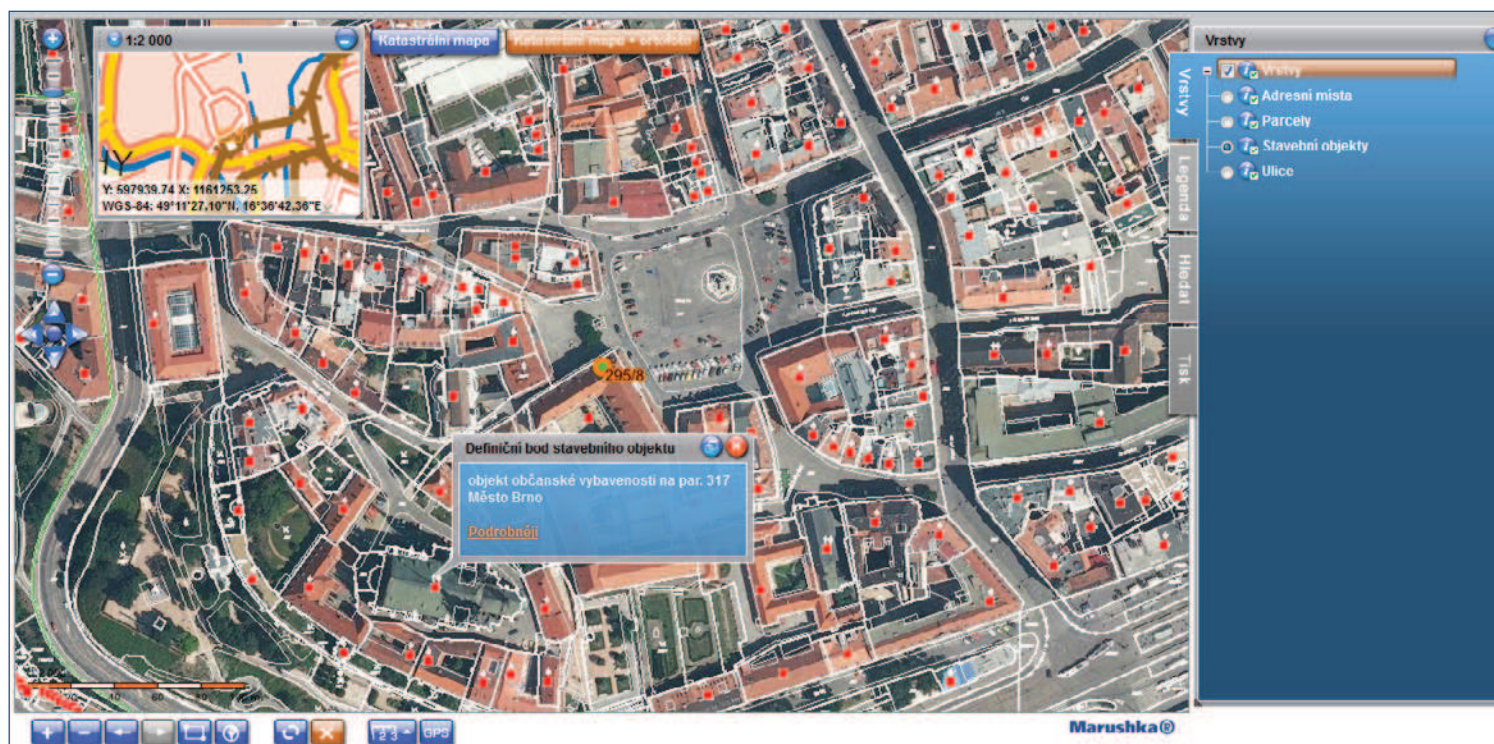 1:2 000
Katastrální mapa
Katastrální mapa + ortofoto
Y: 597939.74 X: 1161253.25
WGS-84: 49°11'27.10"N, 16°36'42.36"E
295/8
Definiční bod stavebního objektu
objekt občanské vybavenosti na par. 317
Město Brno
Podrobněji
Marushka®
Vrstvy
Legenda
Hledat
Tisk
Vrstvy
Vrstvy
Adresní místa
Parcely
Stavební objekty
Ulice
GPS